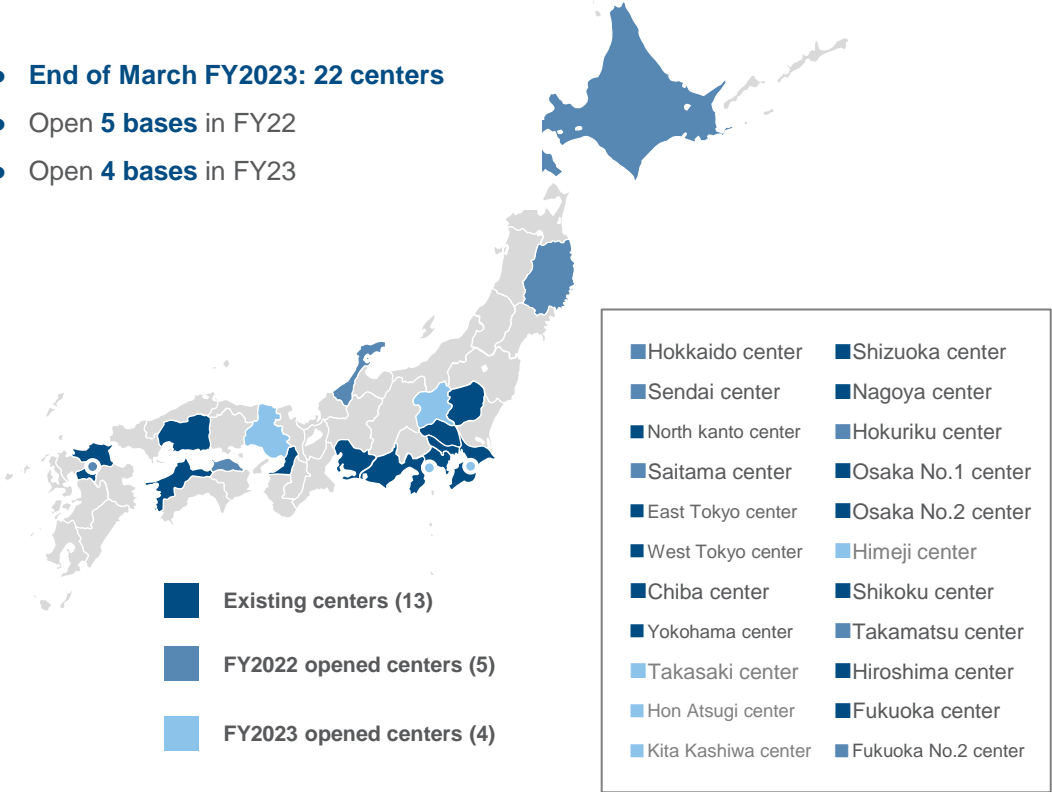 • End of March FY2023: 22 centers
• Open 5 bases in FY22
• Open 4 bases in FY23
Existing centers (13)
FY2022 opened centers (5)
FY2023 opened centers (4)
Hokkaido center
Sendai center
North kanto center
Saitama center
East Tokyo center
West Tokyo center
Chiba center
Yokohama center
Takasaki center
Hon Atsugi center
Kita Kashiwa center
Shizuoka center
Nagoya center
Hokuriku center
Osaka No.1 center
Osaka No.2 center
Himeji center
Shikoku center
Takamatsu center
Hiroshima center
Fukuoka center
Fukuoka No.2 center